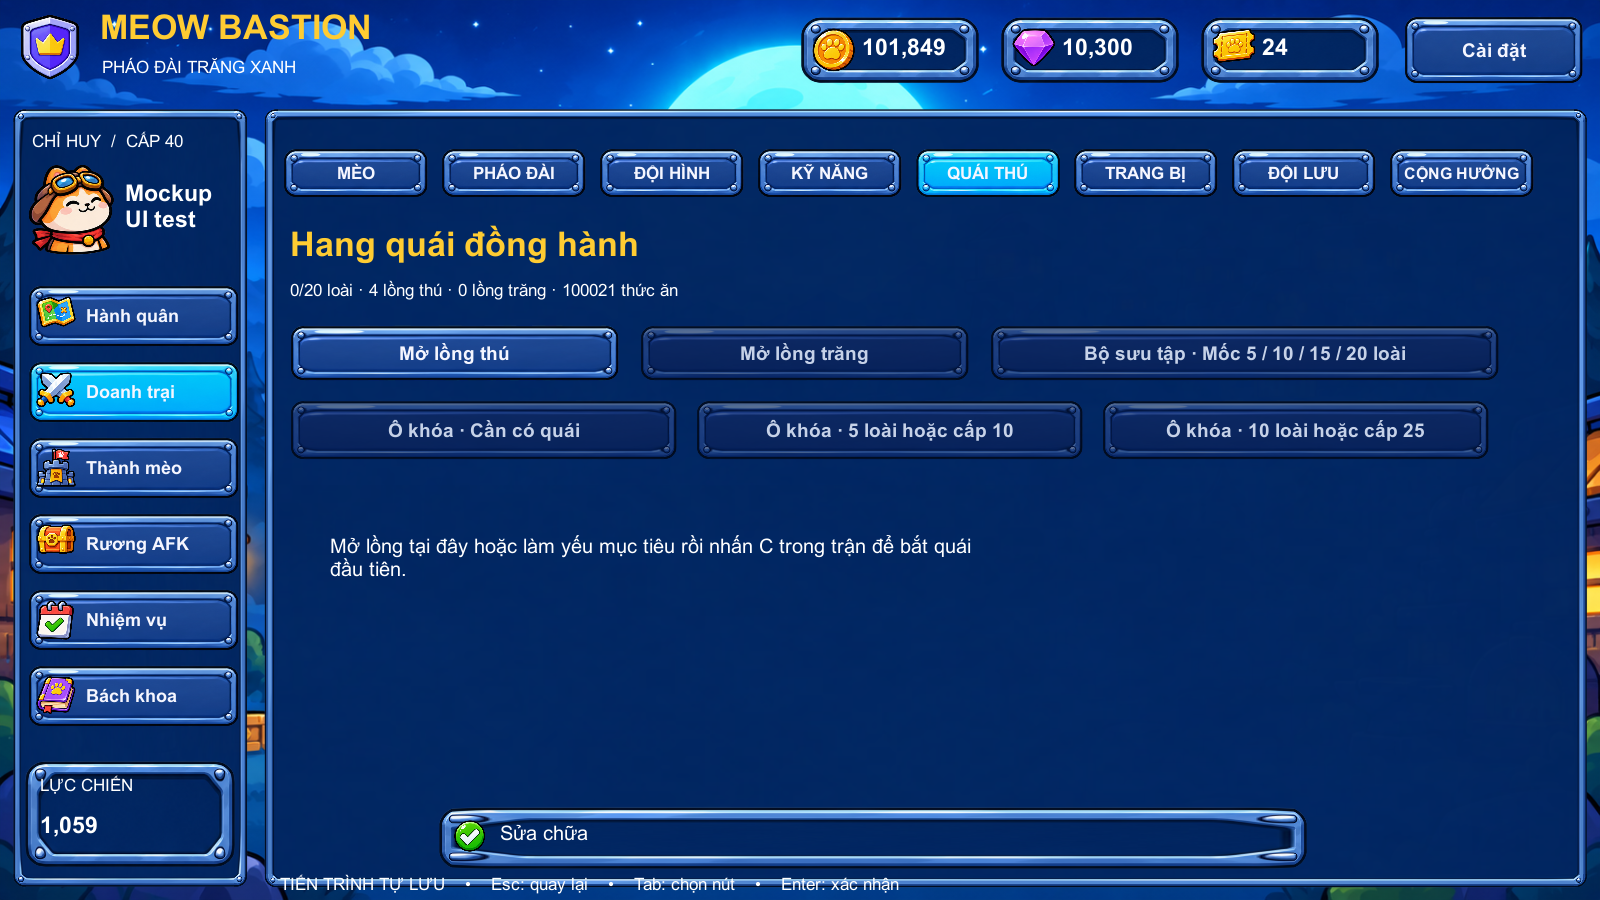 MEOW BASTION
PHÁO ĐÀI TRĂNG XANH
101,849
10,300
24
Cài đặt
CHỈ HUY / CẤP 40
Mockup
UI test
Hành quân
Doanh trại
Thành mèo
Rương AFK
Nhiệm vụ
Bách khoa
LỰC CHIẾN
1,059
MÈO
PHÁO ĐÀI
ĐỘI HÌNH
KỸ NĂNG
QUÁI THÚ
TRANG BỊ
ĐỘI LƯU
CỘNG HƯỞNG
Hang quái đồng hành
0/20 loài · 4 lồng thú · 0 lồng trăng · 100021 thức ăn
Mở lồng thú
Mở lồng trăng
Bộ sưu tập · Mốc 5 / 10 / 15 / 20 loài
Ô khóa · Cần có quái
Ô khóa · 5 loài hoặc cấp 10
Ô khóa · 10 loài hoặc cấp 25
Mở lồng tại đây hoặc làm yếu mục tiêu rồi nhấn C trong trận để bắt quái
đầu tiên.
Sửa chữa
TIẾN TRÌNH TỰ LƯU • Esc: quay lại • Tab: chọn nút • Enter: xác nhận